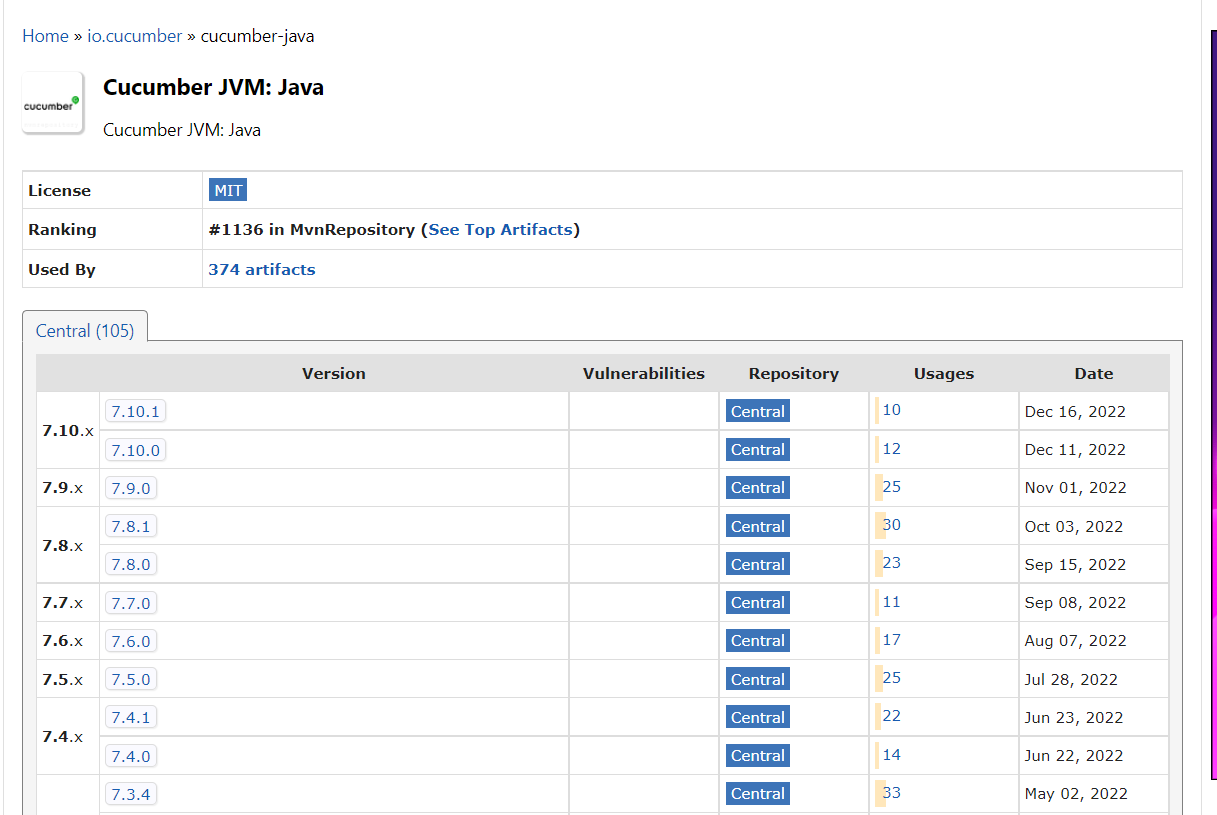 Home » io.cucumber » cucumber-java
cucumber
Cucumber JVM: Java
Cucumber JVM: Java
License MIT
Ranking #1136 in MvnRepository (See Top Artifacts)
Used By 374 artifacts
Central (105)
Version Vulnerabilities Repository Usages Date
7.10.x 7.10.1 Central 10 Dec 16, 2022
7.10.0 Central 12 Dec 11, 2022
7.9.x 7.9.0 Central 25 Nov 01, 2022
7.8.x 7.8.1 Central 30 Oct 03, 2022
7.8.0 Central 23 Sep 15, 2022
7.7.x 7.7.0 Central 11 Sep 08, 2022
7.6.x 7.6.0 Central 17 Aug 07, 2022
7.5.x 7.5.0 Central 25 Jul 28, 2022
7.4.x 7.4.1 Central 22 Jun 23, 2022
7.4.0 Central 14 Jun 22, 2022
7.3.4 Central 33 May 02, 2022